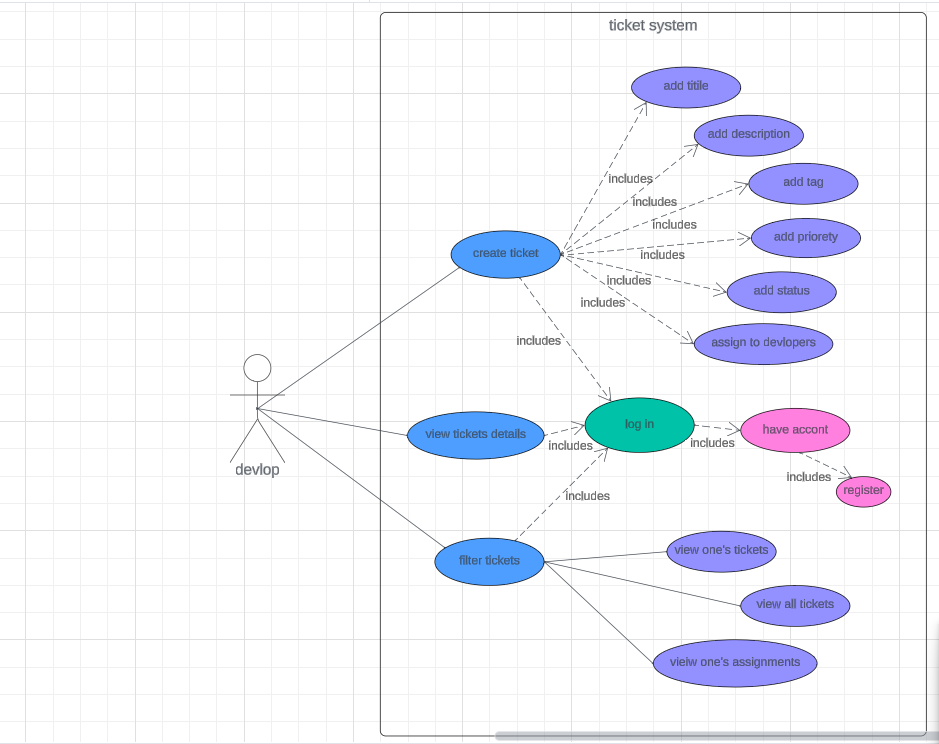 ticket system
add titile
add description
includes
add tag
includes
includes
add priorety
create ticket
includes
includes
add status
includes
includes
assign to devlopers
log in
have accont
view tickets details
includes
includes
devlop
includes
register
includes
view one's tickets
filter tickets
view all tickets
vieiw one's assignments